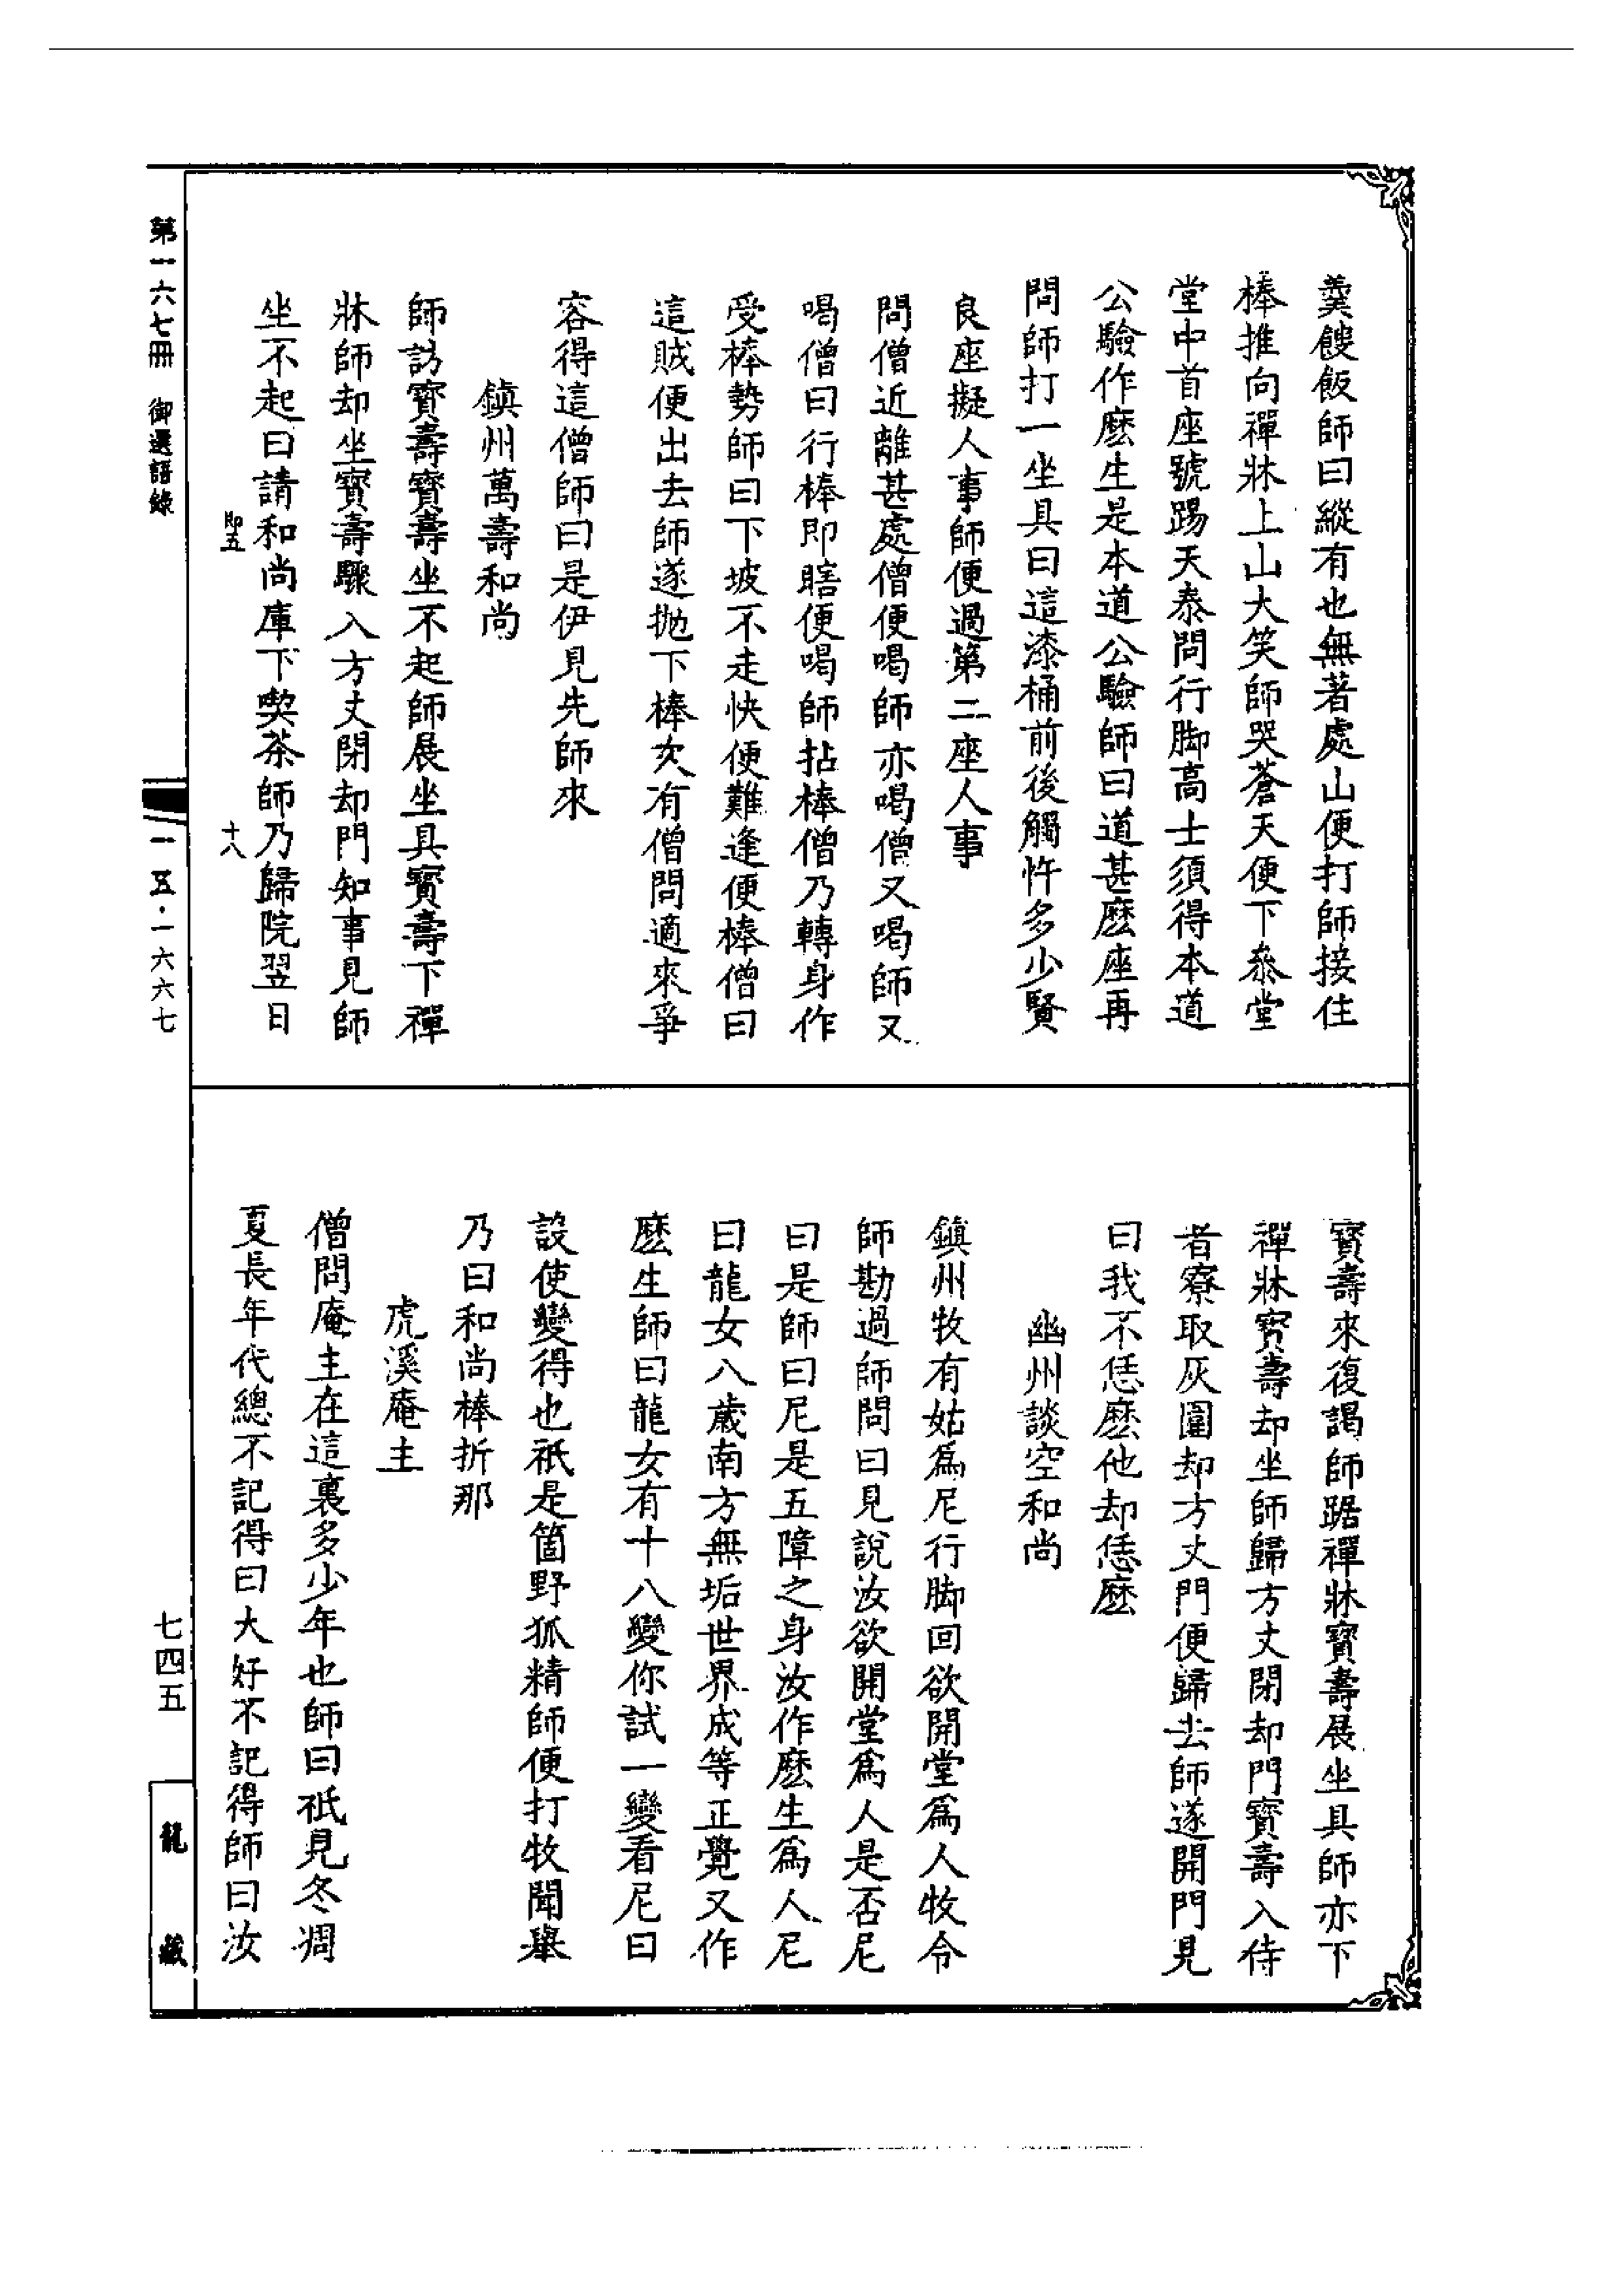 羹餿飯師曰縱有也無著處山便打師接住
棒推向禪牀上山大笑師哭蒼天便下叅堂
堂中首座號踢天泰問行脚高士須得本道
公驗作麽生是本道公驗師曰道甚麽座再
問師打一坐具曰這漆桶前後觸忤多少賢
良座擬人事師便過第二座人事
問僧近離甚處僧便喝師亦喝僧又喝師又
喝僧曰行棒即瞎便喝師拈棒僧乃轉身作
受棒勢師曰下坡不走快便難逢便棒僧曰
這賊便出去師遂拋下棒次有僧問適來爭
容得這僧師曰是伊見先師來
鎮州萬壽和尚
師訪寳壽寳壽坐不起師展坐具寳壽下禪
牀師却坐寳壽驟入方丈閉却門知事見師
坐不起曰請和尚庫下喫茶師乃歸院翌日
寳壽來復謁師踞禪牀寳壽展坐具師亦下
禪牀寳壽却坐師歸方丈閉却門寳壽入侍
者寮取灰圍却方丈門便歸去師遂開門見
曰我不恁麽他却恁麽
幽州談空和尚
鎮州牧有姑爲尼行脚回欲開堂爲人牧令
師勘過師問曰見說汝欲開堂爲人是否尼
曰是師曰尼是五障之身汝作麽生爲人尼
曰龍女八歲南方無垢世界成等正覺又作
麽生師曰龍女有十八變你試一變看尼曰
設使變得也祇是箇野狐精師便打牧聞舉
乃曰和尚棒折那
虎溪庵主
僧問庵主在這裏多少年也師曰祇見冬凋
夏長年代總不記得曰大好不記得師曰汝
第一六七冊 御選語錄
即五 十八
一五·一六六七
七四五
龍藏